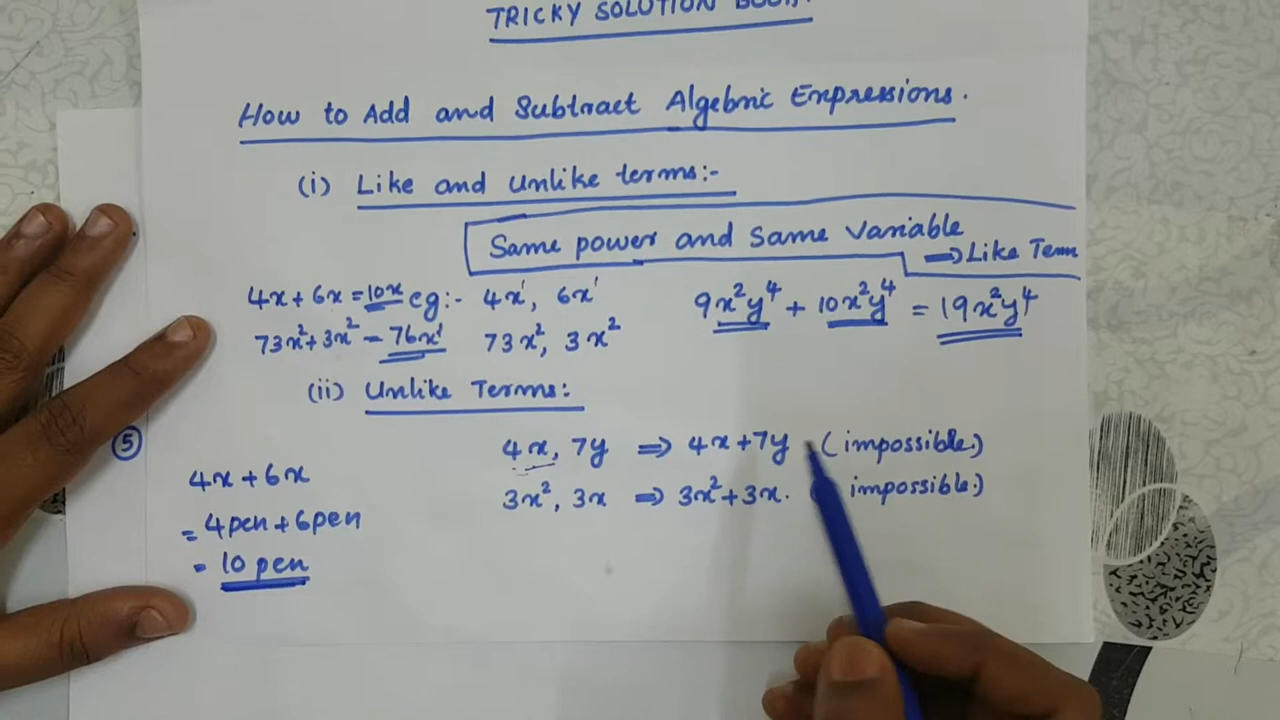 TRICKY SOLUTION
How to Add and Subtract Algebric Expressions.
(i) Like and Unlike terms:-
Same power and same variable
⇒ Like Term
4x + 6x = 10x eg:- 4x¹, 6x¹
9x²y⁴ + 10x²y⁴ = 19x²y⁴
73x² + 3x² = 76x² 73x², 3x²
(ii) Unlike Terms:
5
4x, 7y ⇒ 4x+7y (impossible)
3x², 3x ⇒ 3x²+3x. impossible)
4x + 6x
= 4pen + 6pen
= 10 pen